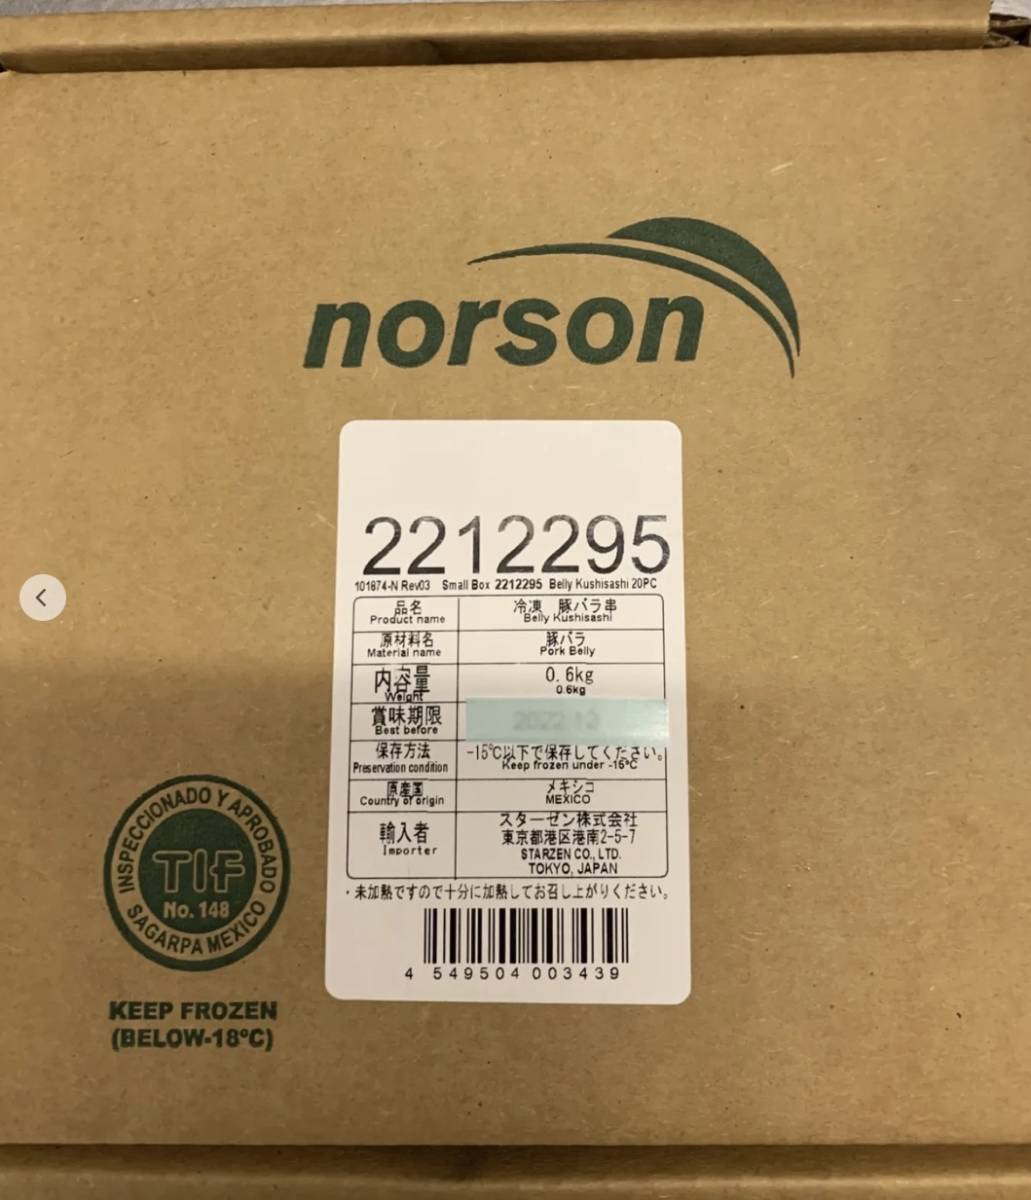 norson
2212295
101874-N Rev03 Small Box 2212295 Belly Kushisashi 20PC
品名
Product name
冷凍 豚バラ串
Belly Kushisashi
原材料名
Material name
豚バラ
Pork Belly
内容量
Weight
0.6kg
0.6kg
賞味期限
Best before
2022.12
保存方法
Preservation condition
-15℃以下で保存してください。
Keep frozen under -15℃
原産国
Country of origin
メキシコ
MEXICO
輸入者
Importer
スターゼン株式会社
東京都港区港南2-5-7
STARZEN CO., LTD.
TOKYO, JAPAN
・未加熱ですので十分に加熱してお召し上がりください。
4 549504 003439
INSPECCIONADO Y APROBADO
TIF
No. 148
SAGARPA MEXICO
KEEP FROZEN
(BELOW-18ºC)